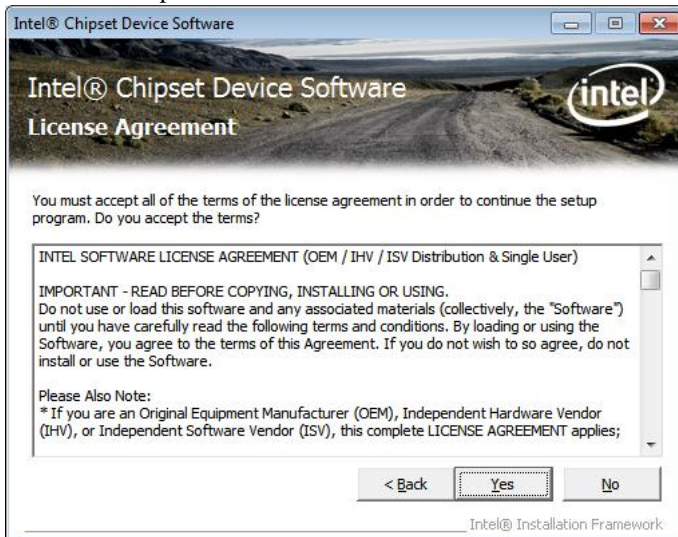 Intel® Chipset Device Software
Intel® Chipset Device Software
intel
License Agreement
You must accept all of the terms of the license agreement in order to continue the setup
program. Do you accept the terms?
INTEL SOFTWARE LICENSE AGREEMENT (OEM / IHV / ISV Distribution & Single User)
IMPORTANT - READ BEFORE COPYING, INSTALLING OR USING.
Do not use or load this software and any associated materials (collectively, the "Software")
until you have carefully read the following terms and conditions. By loading or using the
Software, you agree to the terms of this Agreement. If you do not wish to so agree, do not
install or use the Software.
Please Also Note:
* If you are an Original Equipment Manufacturer (OEM), Independent Hardware Vendor
(IHV), or Independent Software Vendor (ISV), this complete LICENSE AGREEMENT applies;
< Back Yes No
Intel® Installation Framework